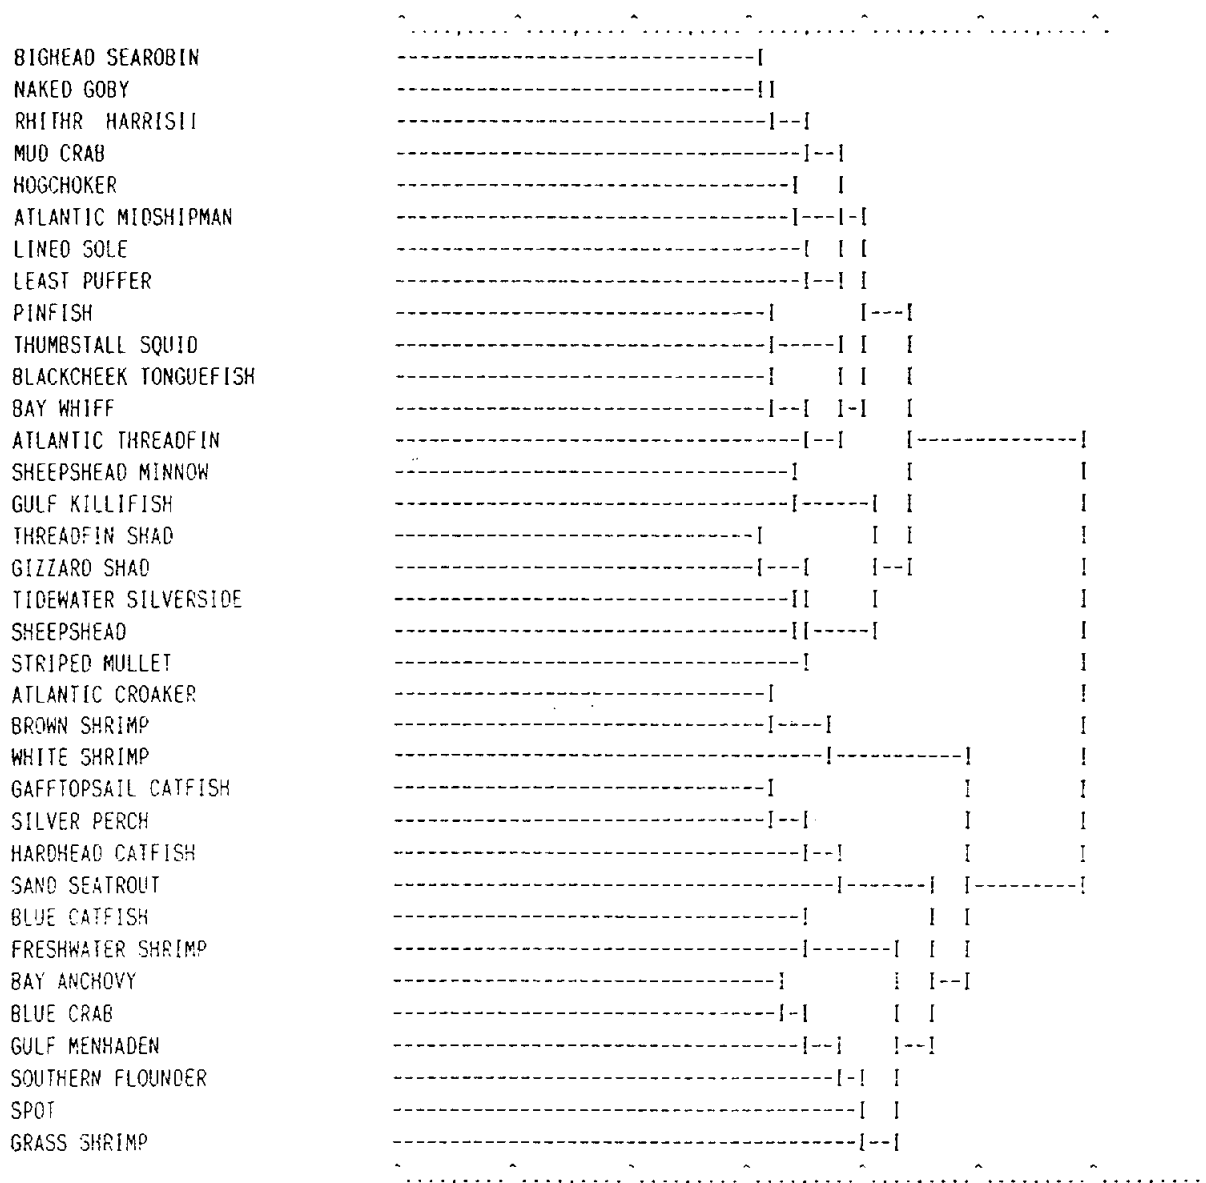 BIGHEAD SEAROBIN
NAKED GOBY
RHITHR HARRISII
MUD CRAB
HOGCHOKER
ATLANTIC MIDSHIPMAN
LINED SOLE
LEAST PUFFER
PINFISH
THUMBSTALL SQUID
BLACKCHEEK TONGUEFISH
BAY WHIFF
ATLANTIC THREADFIN
SHEEPSHEAD MINNOW
GULF KILLIFISH
THREADFIN SHAD
GIZZARD SHAD
TIDEWATER SILVERSIDE
SHEEPSHEAD
STRIPED MULLET
ATLANTIC CROAKER
BROWN SHRIMP
WHITE SHRIMP
GAFFTOPSAIL CATFISH
SILVER PERCH
HARDHEAD CATFISH
SAND SEATROUT
BLUE CATFISH
FRESHWATER SHRIMP
BAY ANCHOVY
BLUE CRAB
GULF MENHADEN
SOUTHERN FLOUNDER
SPOT
GRASS SHRIMP